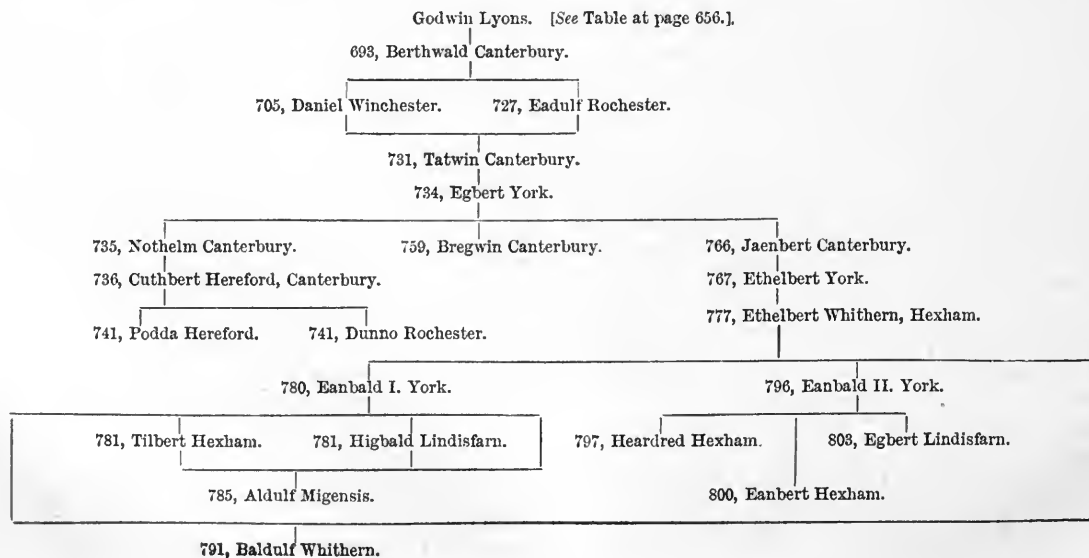 Godwin Lyons. [See Table at page 656.].
693, Berthwald Canterbury.
705, Daniel Winchester. 727, Eadulf Rochester.
731, Tatwin Canterbury.
734, Egbert York.
735, Nothelm Canterbury. 759, Bregwin Canterbury. 766, Jaenbert Canterbury.
736, Cuthbert Hereford, Canterbury. 767, Ethelbert York.
741, Podda Hereford. 741, Dunno Rochester. 777, Ethelbert Whithern, Hexham.
780, Eanbald I. York. 796, Eanbald II. York.
781, Tilbert Hexham. 781, Higbald Lindisfarn. 797, Heardred Hexham. 803, Egbert Lindisfarn.
785, Aldulf Migensis. 800, Eanbert Hexham.
791, Baldulf Whithern.